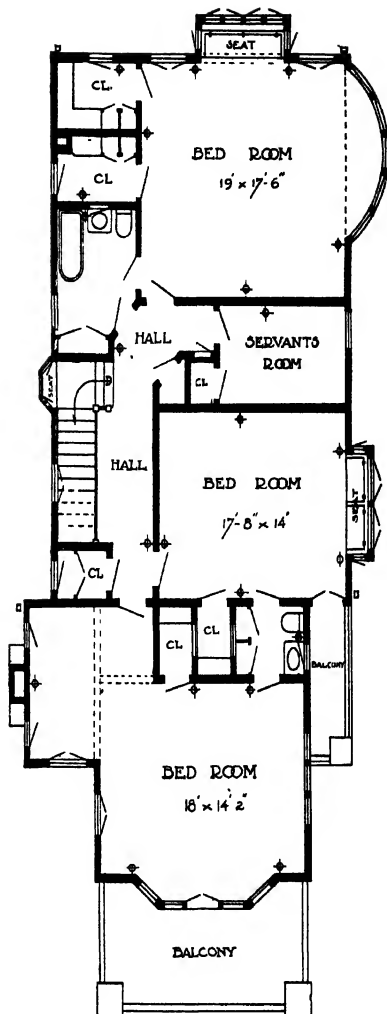 SEAT
CL.
BED ROOM
19' x 17'-6"
CL
HALL
SERVANTS
ROOM
SEAT
CL
HALL
BED ROOM
17'-8" x 14'
SEAT
CL
CL
CL
BALCONY
BED ROOM
18' x 14' 2"
BALCONY